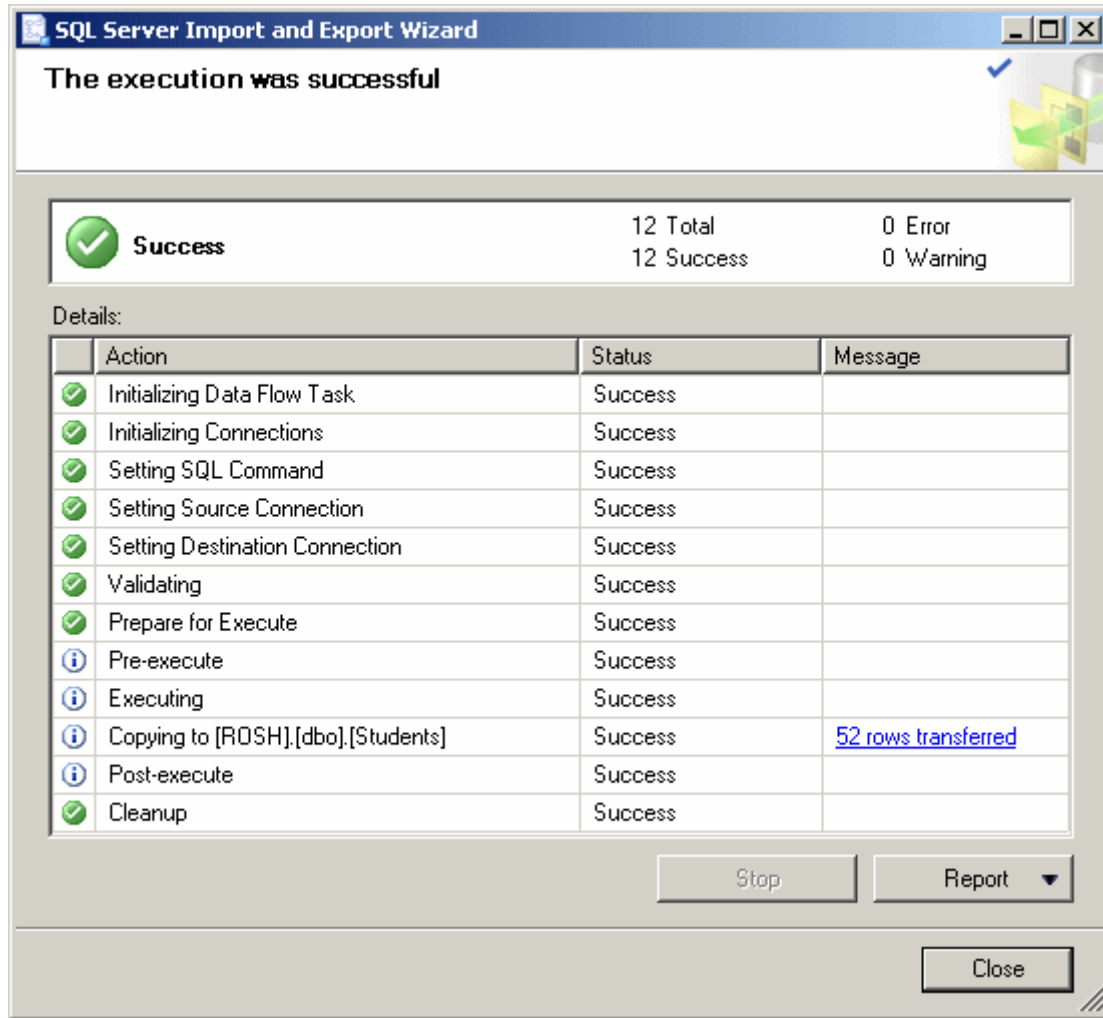 SQL Server Import and Export Wizard
The execution was successful
Success
12 Total 0 Error
12 Success 0 Warning
Details:
Action Status Message
Initializing Data Flow Task Success
Initializing Connections Success
Setting SQL Command Success
Setting Source Connection Success
Setting Destination Connection Success
Validating Success
Prepare for Execute Success
Pre-execute Success
Executing Success
Copying to [ROSH].[dbo].[Students] Success 52 rows transferred
Post-execute Success
Cleanup Success
Stop Report
Close